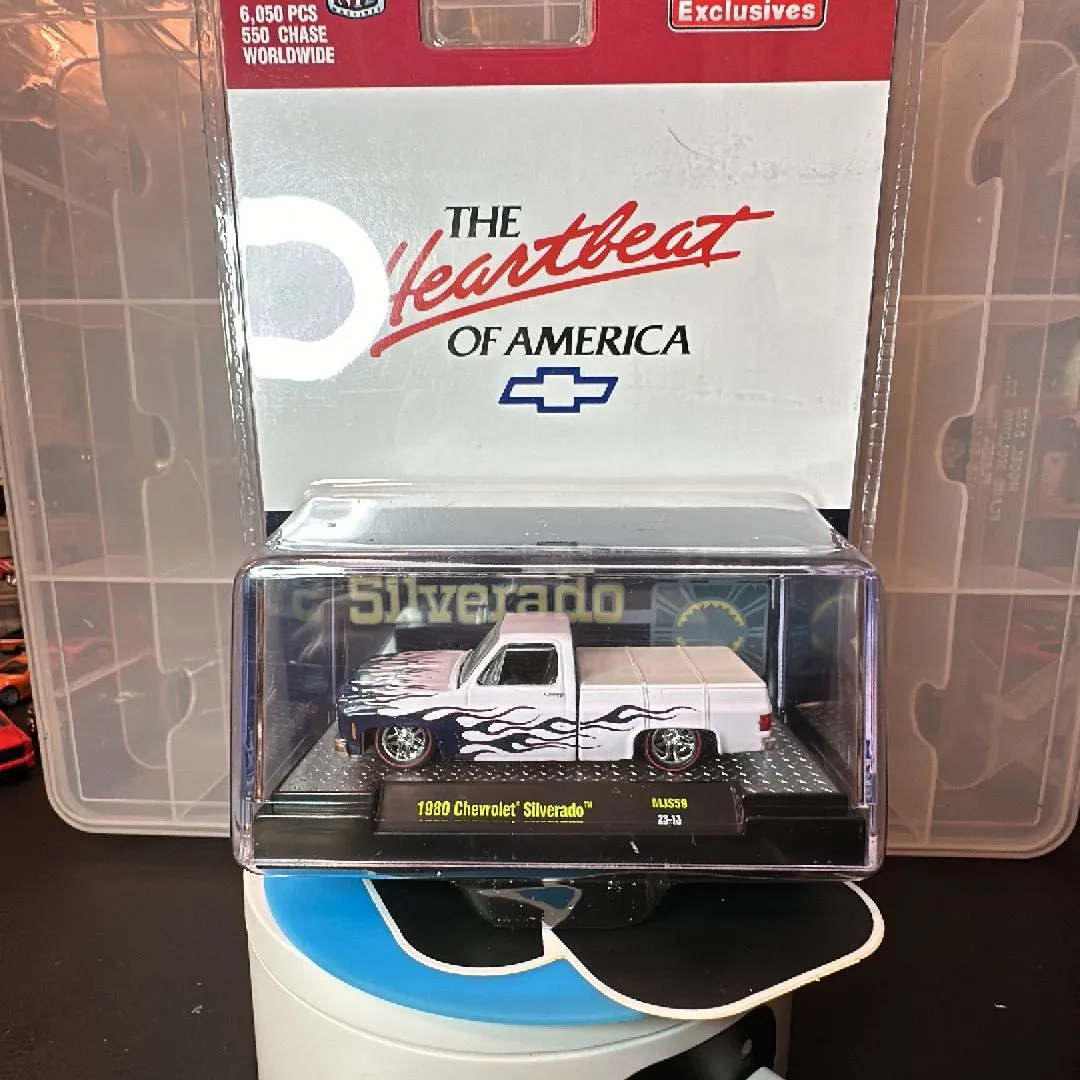 6,050 PCS
550 CHASE
WORLDWIDE
Exclusives
THE
Heartbeat
OF AMERICA
Silverado
1980 Chevrolet® Silverado™
MJS59
23-13